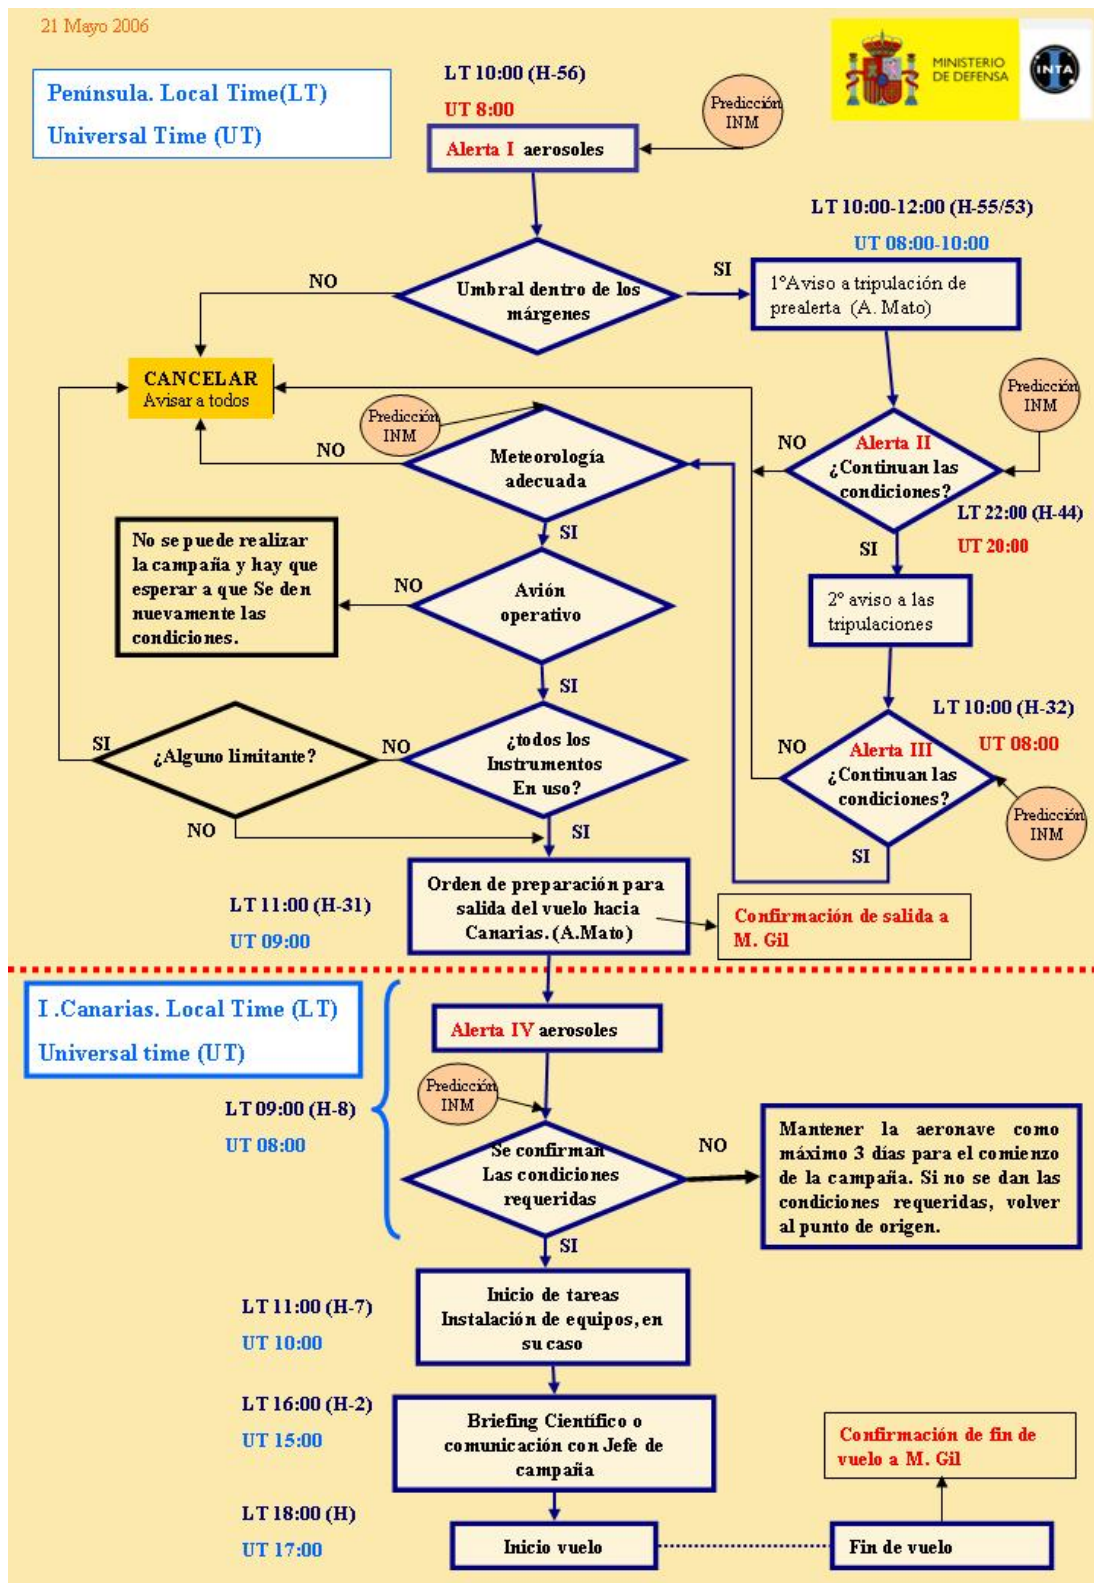 21 Mayo 2006
MINISTERIO
DE DEFENSA
INTA
Península. Local Time(LT)
Universal Time (UT)
LT 10:00 (H-56)
UT 8:00
Predicción
INM
Alerta I aerosoles
LT 10:00-12:00 (H-55/53)
UT 08:00-10:00
NO
Umbral dentro de los
márgenes
SI
1ºAviso a tripulación de
prealerta (A. Mato)
CANCELAR
Avisar a todos
Predicción
INM
Predicción
INM
NO
Meteorología
adecuada
NO
Alerta II
¿Continuan las
condiciones?
LT 22:00 (H-44)
UT 20:00
SI
SI
No se puede realizar
la campaña y hay que
esperar a que Se den
nuevamente las
condiciones.
NO
Avión
operativo
2º aviso a las
tripulaciones
SI
LT 10:00 (H-32)
UT 08:00
SI
¿Alguno limitante?
NO
¿todos los
Instrumentos
En uso?
NO
Alerta III
¿Continuan las
condiciones?
Predicción
INM
NO
SI
SI
LT 11:00 (H-31)
UT 09:00
Orden de preparación para
salida del vuelo hacia
Canarias. (A.Mato)
Confirmación de salida a
M. Gil
I .Canarias. Local Time (LT)
Universal time (UT)
Alerta IV aerosoles
Predicción
INM
LT 09:00 (H-8)
UT 08:00
Se confirman
Las condiciones
requeridas
NO
Mantener la aeronave como
máximo 3 días para el comienzo
de la campaña. Si no se dan las
condiciones requeridas, volver
al punto de origen.
SI
LT 11:00 (H-7)
UT 10:00
Inicio de tareas
Instalación de equipos, en
su caso
LT 16:00 (H-2)
UT 15:00
Briefing Científico o
comunicación con Jefe de
campaña
Confirmación de fin de
vuelo a M. Gil
LT 18:00 (H)
UT 17:00
Inicio vuelo
Fin de vuelo